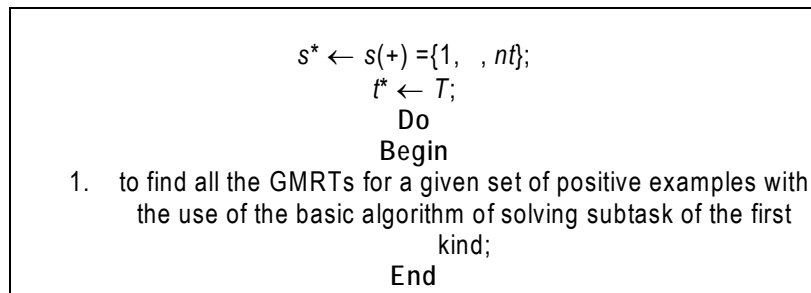 s* ← s(+) ={1, , nt};
t* ← T;
Do
Begin
1. to find all the GMRTs for a given set of positive examples with
the use of the basic algorithm of solving subtask of the first
kind;
End